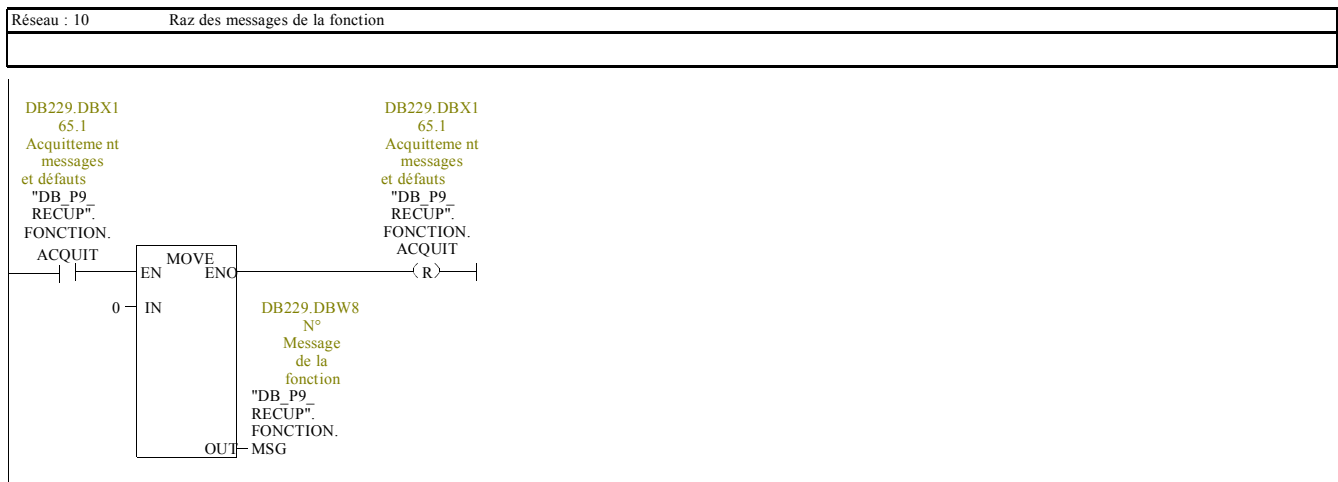 Réseau : 10 Raz des messages de la fonction
DB229.DBX1
65.1
Acquitteme nt
messages
et défauts
"DB_P9_
RECUP".
FONCTION.
ACQUIT
DB229.DBX1
65.1
Acquitteme nt
messages
et défauts
"DB_P9_
RECUP".
FONCTION.
ACQUIT
MOVE
EN ENO
R
0 IN
DB229.DBW8
N°
Message
de la
fonction
"DB_P9_
RECUP".
FONCTION.
OUT MSG